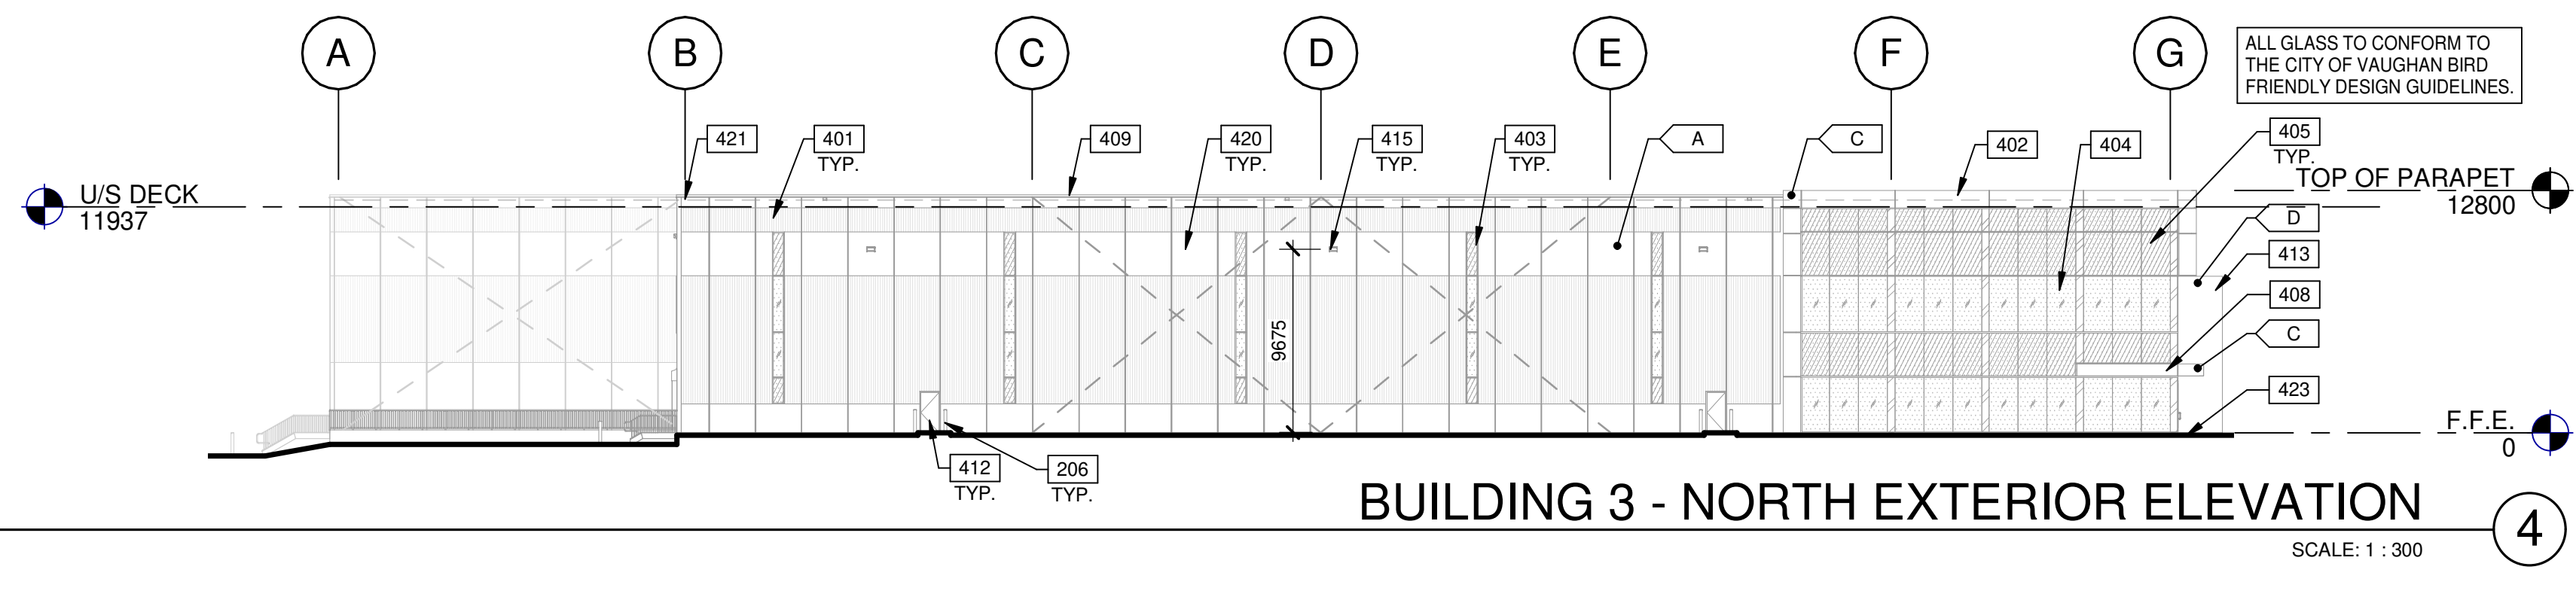 A
B
C
D
E
F
G
ALL GLASS TO CONFORM TO
THE CITY OF VAUGHAN BIRD
FRIENDLY DESIGN GUIDELINES.
421
401
TYP.
409
420
TYP.
415
TYP.
403
TYP.
A
C
402
404
405
TYP.
U/S DECK
11937
TOP OF PARAPET
12800
D
413
408
C
423
9675
F.F.E.
0
412
TYP.
206
TYP.
BUILDING 3 - NORTH EXTERIOR ELEVATION
4
SCALE: 1 : 300